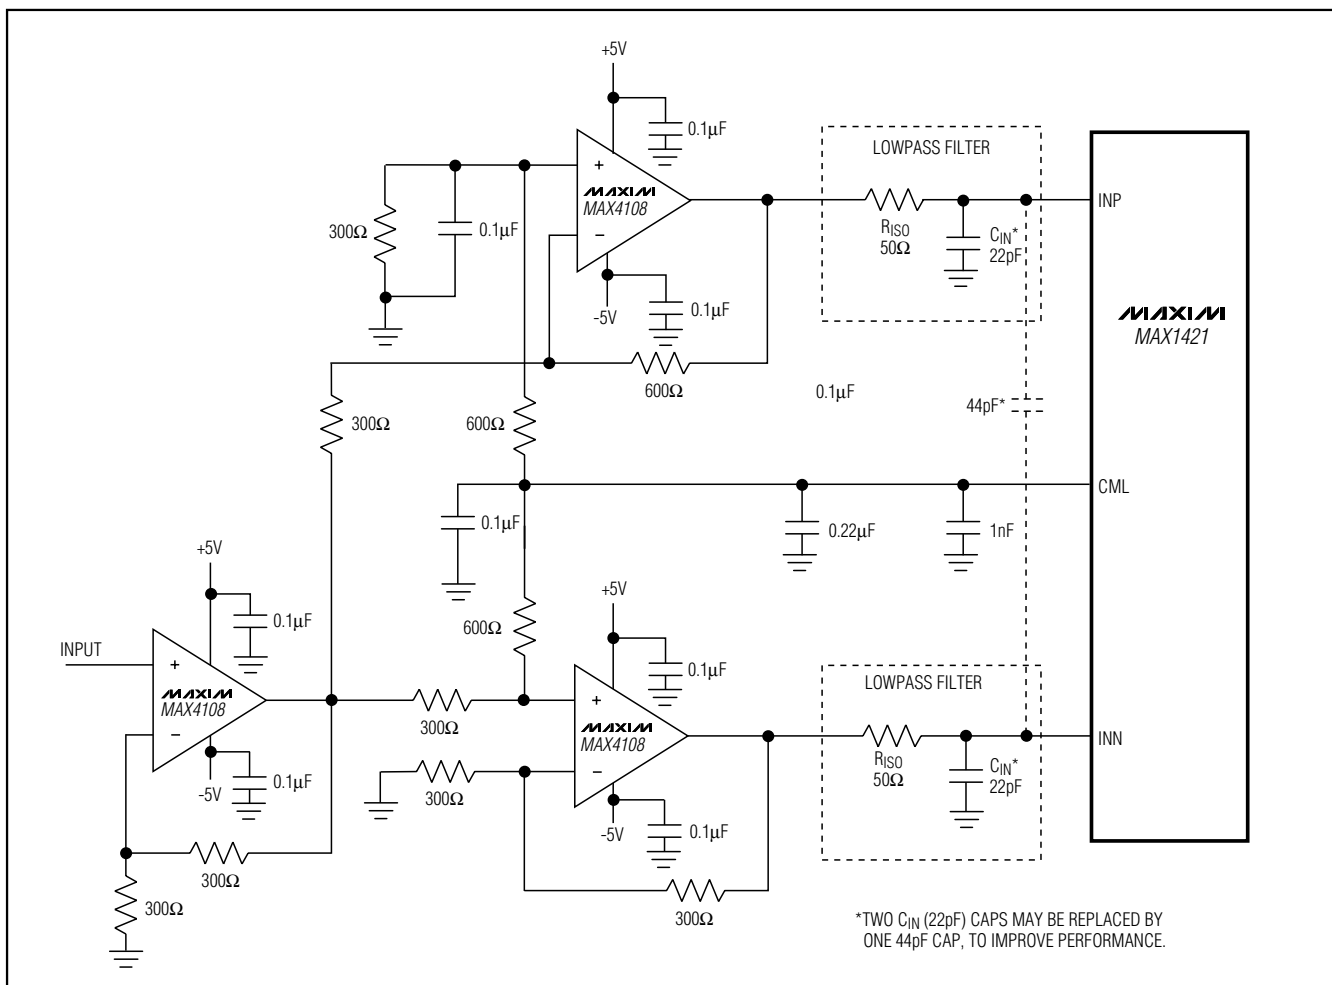 +5V
0.1µF
MAXIM
MAX4108
+
−
-5V
0.1µF
300Ω
0.1µF
LOWPASS FILTER
RISO
50Ω
CIN*
22pF
INP
MAXIM
MAX1421
600Ω
0.1µF
44pF*
300Ω
600Ω
CML
0.1µF
0.22µF
1nF
+5V
0.1µF
INPUT
+
MAXIM
MAX4108
−
-5V
0.1µF
300Ω
300Ω
600Ω
+5V
0.1µF
300Ω
+
MAXIM
MAX4108
−
300Ω
-5V
0.1µF
300Ω
LOWPASS FILTER
RISO
50Ω
CIN*
22pF
INN
*TWO CIN (22pF) CAPS MAY BE REPLACED BY
ONE 44pF CAP, TO IMPROVE PERFORMANCE.